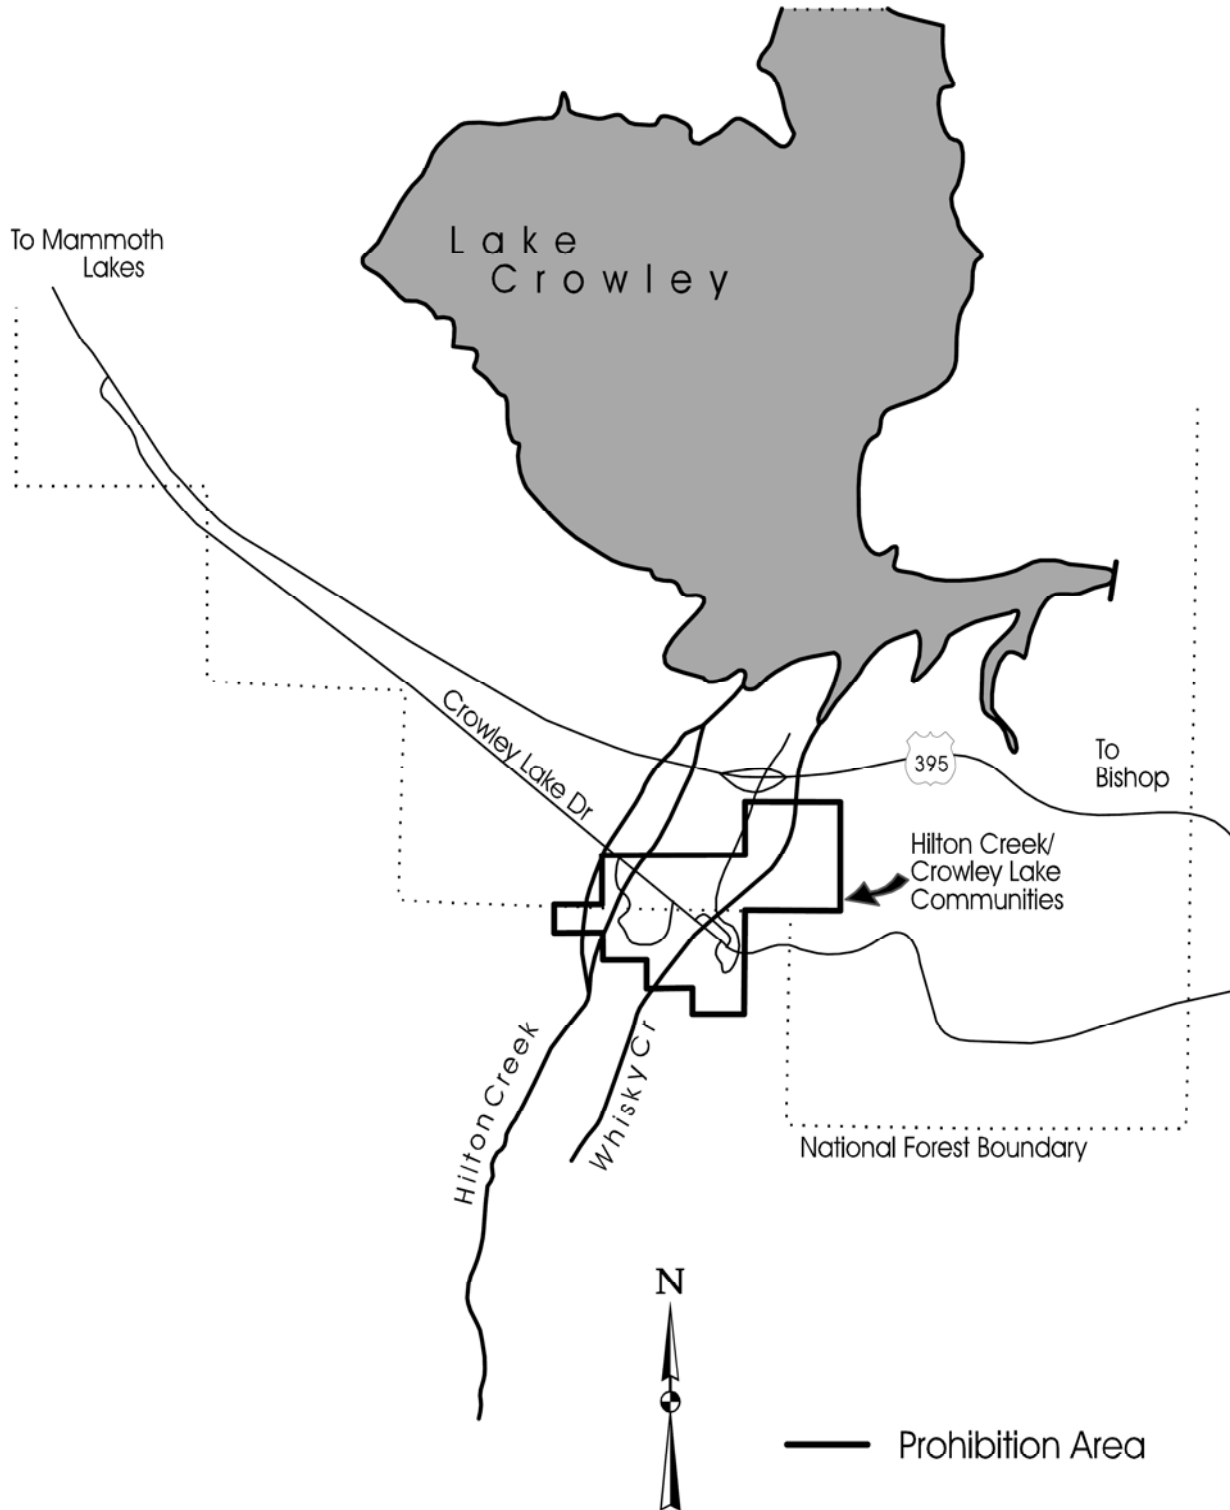 Lake
Crowley
To Mammoth
Lakes
Crowley Lake Dr
395
To
Bishop
Hilton Creek/
Crowley Lake
Communities
Hilton Creek
Whisky Cr
National Forest Boundary
N
Prohibition Area